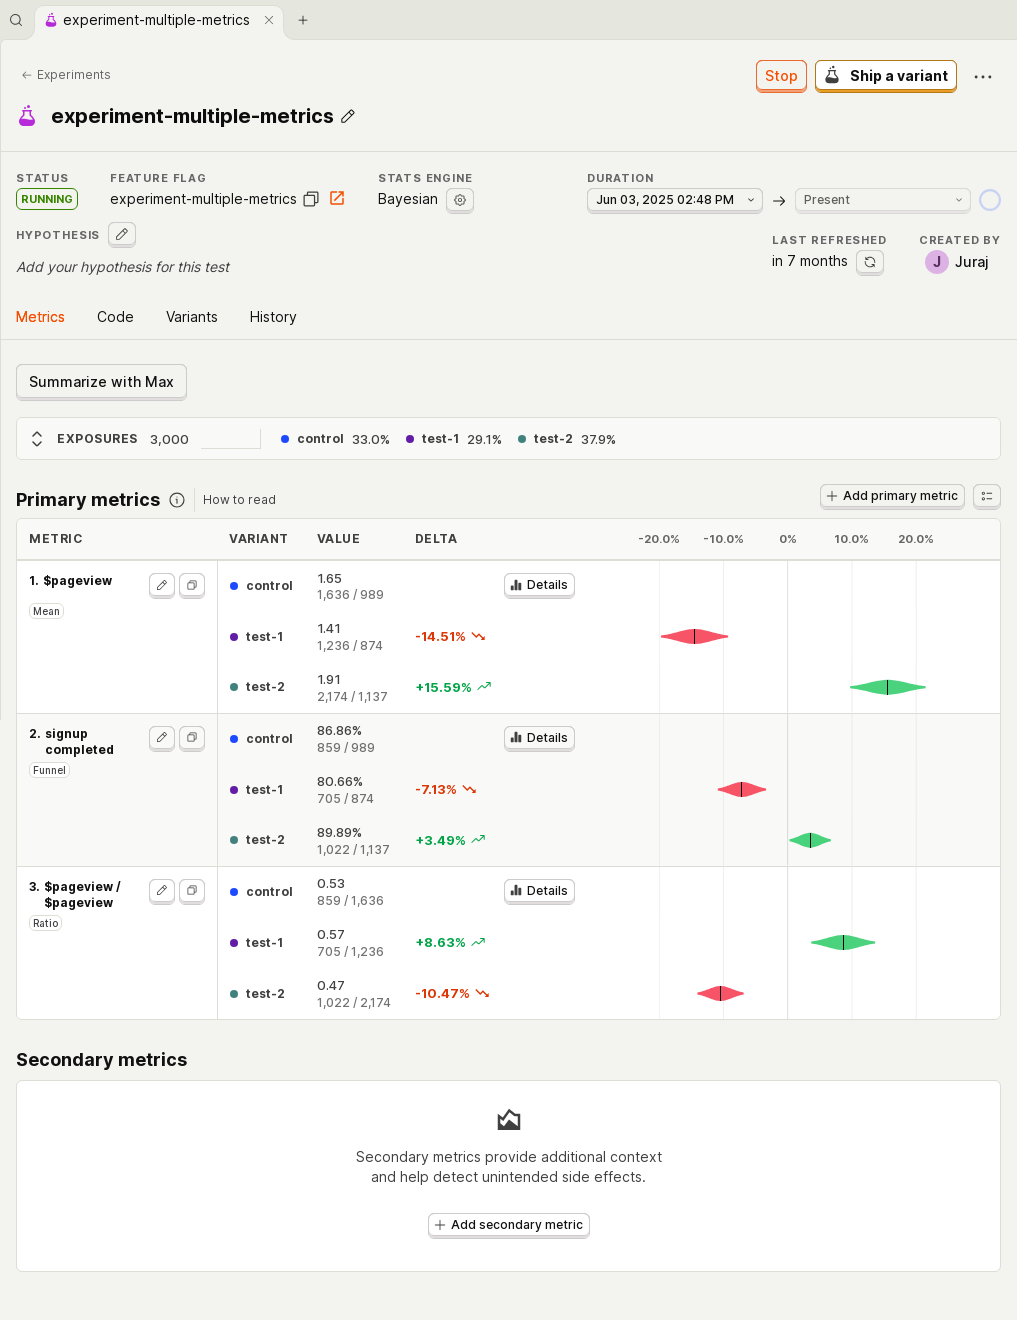 experiment-multiple-metrics
Experiments
Stop
Ship a variant
experiment-multiple-metrics
STATUS
RUNNING
FEATURE FLAG
experiment-multiple-metrics
STATS ENGINE
Bayesian
DURATION
Jun 03, 2025 02:48 PM
Present
HYPOTHESIS
Add your hypothesis for this test
LAST REFRESHED
in 7 months
CREATED BY
J Juraj
Metrics Code Variants History
Summarize with Max
EXPOSURES 3,000 control 33.0% test-1 29.1% test-2 37.9%
Primary metrics How to read
Add primary metric
METRIC VARIANT VALUE DELTA -20.0% -10.0% 0% 10.0% 20.0%
1. $pageview
Mean
control 1.65 Details
1,636 / 989
test-1 1.41 -14.51%
1,236 / 874
test-2 1.91 +15.59%
2,174 / 1,137
2. signup
completed
Funnel
control 86.86% Details
859 / 989
test-1 80.66% -7.13%
705 / 874
test-2 89.89% +3.49%
1,022 / 1,137
3. $pageview /
$pageview
Ratio
control 0.53 Details
859 / 1,636
test-1 0.57 +8.63%
705 / 1,236
test-2 0.47 -10.47%
1,022 / 2,174
Secondary metrics
Secondary metrics provide additional context
and help detect unintended side effects.
Add secondary metric